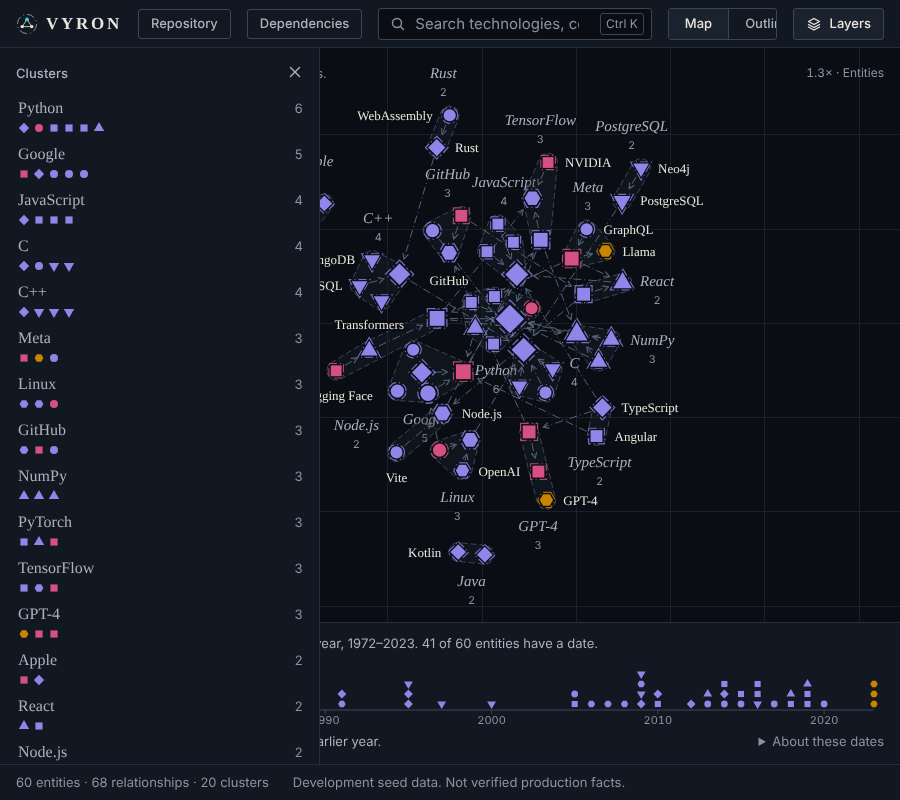 VYRON
Repository
Dependencies
Search technologies, co
Ctrl K
Map
Outlin
Layers
Clusters
Python 6
Google 5
JavaScript 4
C 4
C++ 4
Meta 3
Linux 3
GitHub 3
NumPy 3
PyTorch 3
TensorFlow 3
GPT-4 3
Apple 2
React 2
Node.js 2
s.
1.3× · Entities
Rust
2
WebAssembly
Rust
TensorFlow
3
PostgreSQL
2
NVIDIA
Neo4j
ple
GitHub
3
JavaScript
4
Meta
3
PostgreSQL
C++
4
GraphQL
Llama
ngoDB
SQL
GitHub
React
2
Transformers
NumPy
3
Python
6
C
4
gging Face
Node.js
2
Goog
5
Node.js
TypeScript
Angular
Vite
OpenAI
TypeScript
2
Linux
3
GPT-4
GPT-4
3
Kotlin
Java
2
year, 1972–2023. 41 of 60 entities have a date.
990
2000
2010
2020
arlier year.
About these dates
60 entities · 68 relationships · 20 clusters
Development seed data. Not verified production facts.